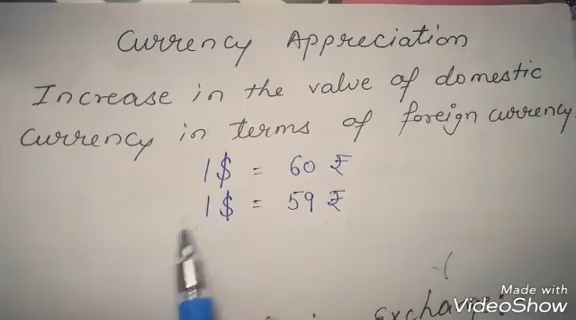 Currency Appreciation
Increase in the value of domestic
currency in terms of foreign currency.
1$ = 60 ₹
1$ = 59 ₹
in
Made with
VideoShow